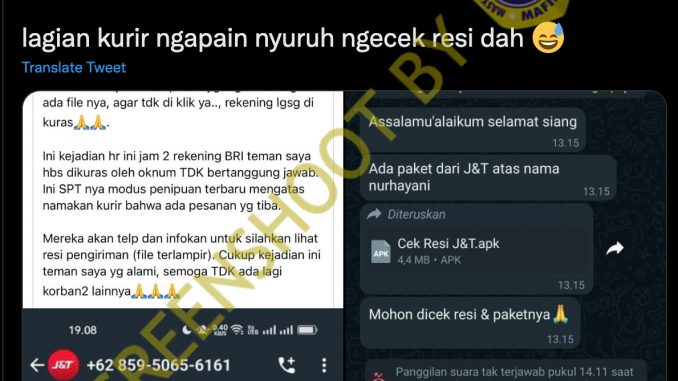 lagian kurir ngapain nyuruh ngecek resi dah 😅
Translate Tweet
ada file nya, agar tdk di klik ya.., rekening lgsg di
kuras🙏🙏.
Ini kejadian hr ini jam 2 rekening BRI teman saya
hbs dikuras oleh oknum TDK bertanggung jawab.
Ini SPT nya modus penipuan terbaru mengatas
namakan kurir bahwa ada pesanan yg tiba.
Mereka akan telp dan infokan untuk silahkan lihat
resi pengiriman (file terlampir). Cukup kejadian ini
teman saya yg alami, semoga TDK ada lagi
korban2 lainnya🙏🙏🙏
19.08
0.40
KB/S
J&T +62 859-5065-6161
Assalamu'alaikum selamat siang
13.15
Ada paket dari J&T atas nama
nurhayani
13.15
Diteruskan
APK
Cek Resi J&T.apk
4,4 MB • APK
13.15
Mohon dicek resi & paketnya🙏
13.15
Panggilan suara tak terjawab pukul 14.11 saat
SCREENSHOOT BY